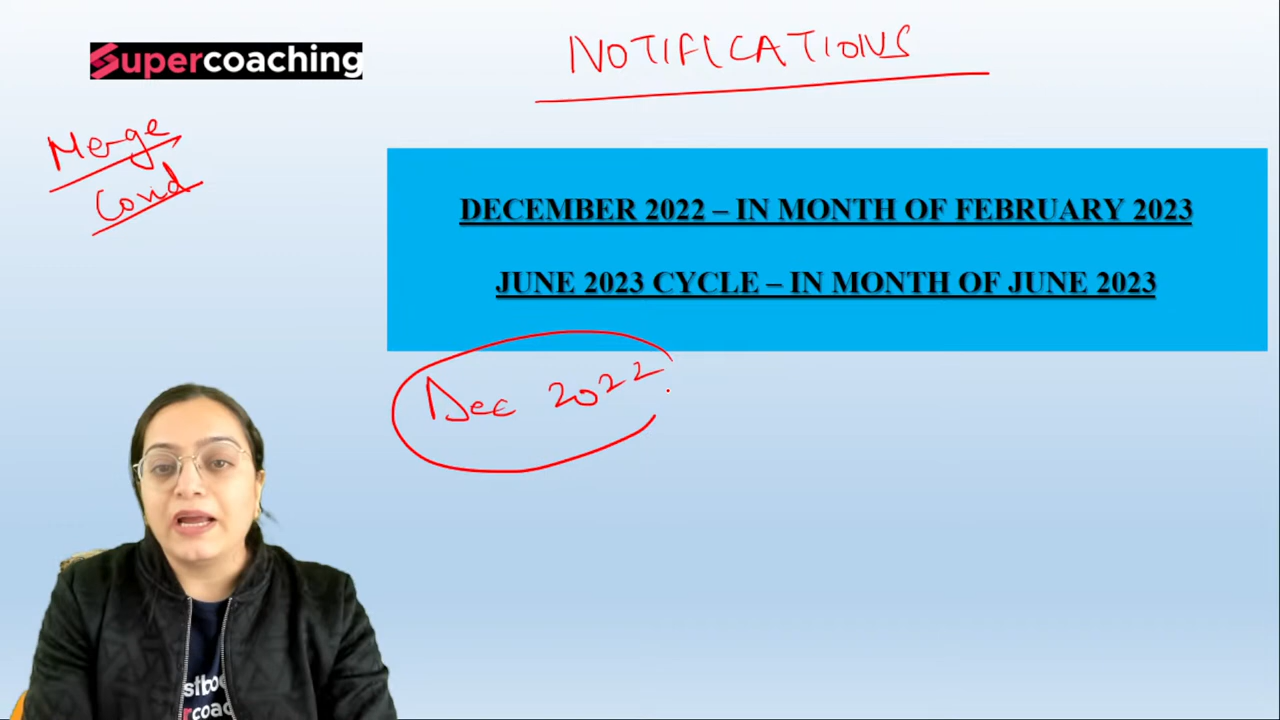 Supercoaching
NOTIFICATIONS
Merge
Covid
DECEMBER 2022 – IN MONTH OF FEBRUARY 2023
JUNE 2023 CYCLE – IN MONTH OF JUNE 2023
Dec 2022